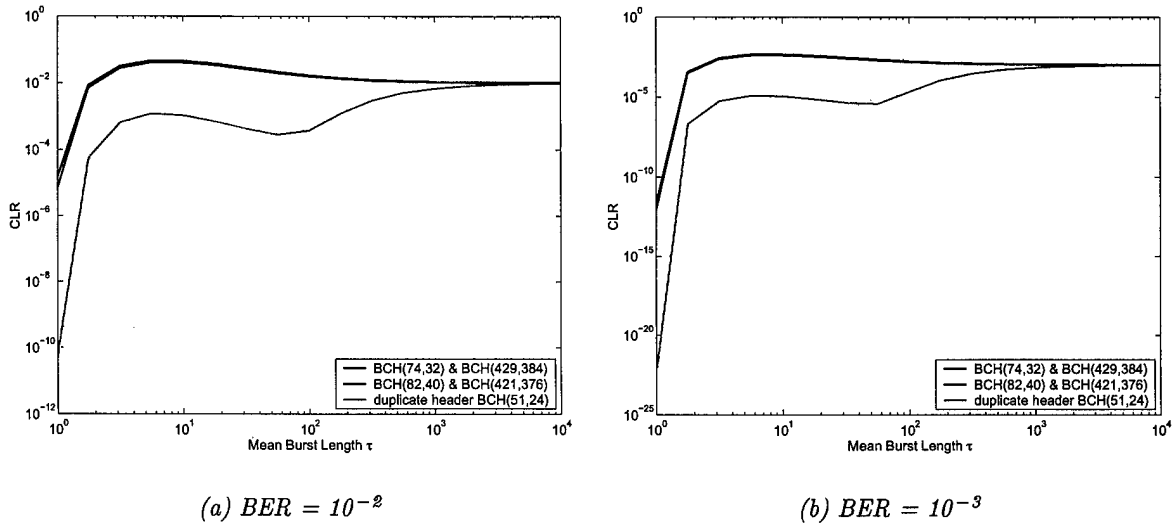 10^0
10^-2
10^-4
10^-6
10^-8
10^-10
10^-12
CLR
BCH(74,32) & BCH(429,384)
BCH(82,40) & BCH(421,376)
duplicate header BCH(51,24)
10^0
10^1
10^2
10^3
10^4
Mean Burst Length τ
(a) BER = 10^-2
10^0
10^-5
10^-10
10^-15
10^-20
10^-25
CLR
BCH(74,32) & BCH(429,384)
BCH(82,40) & BCH(421,376)
duplicate header BCH(51,24)
10^0
10^1
10^2
10^3
10^4
Mean Burst Length τ
(b) BER = 10^-3